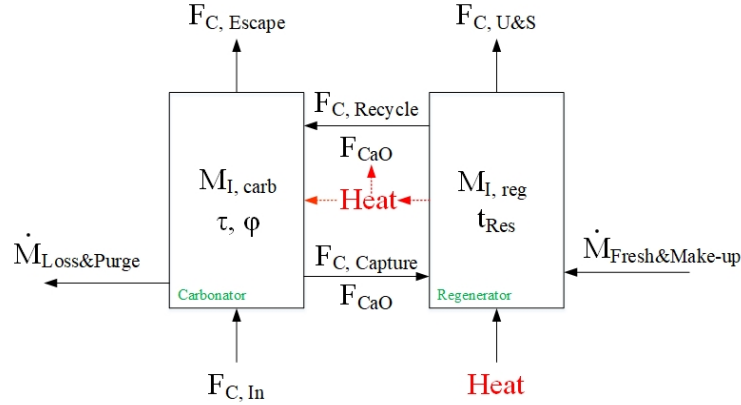 F_C, Escape
F_C, U&S
F_C, Recycle
F_CaO
M_I, carb
τ, φ
Heat
M_I, reg
t_Res
Ṁ_Loss&Purge
F_C, Capture
F_CaO
Ṁ_Fresh&Make-up
Carbonator
Regenerator
F_C, In
Heat